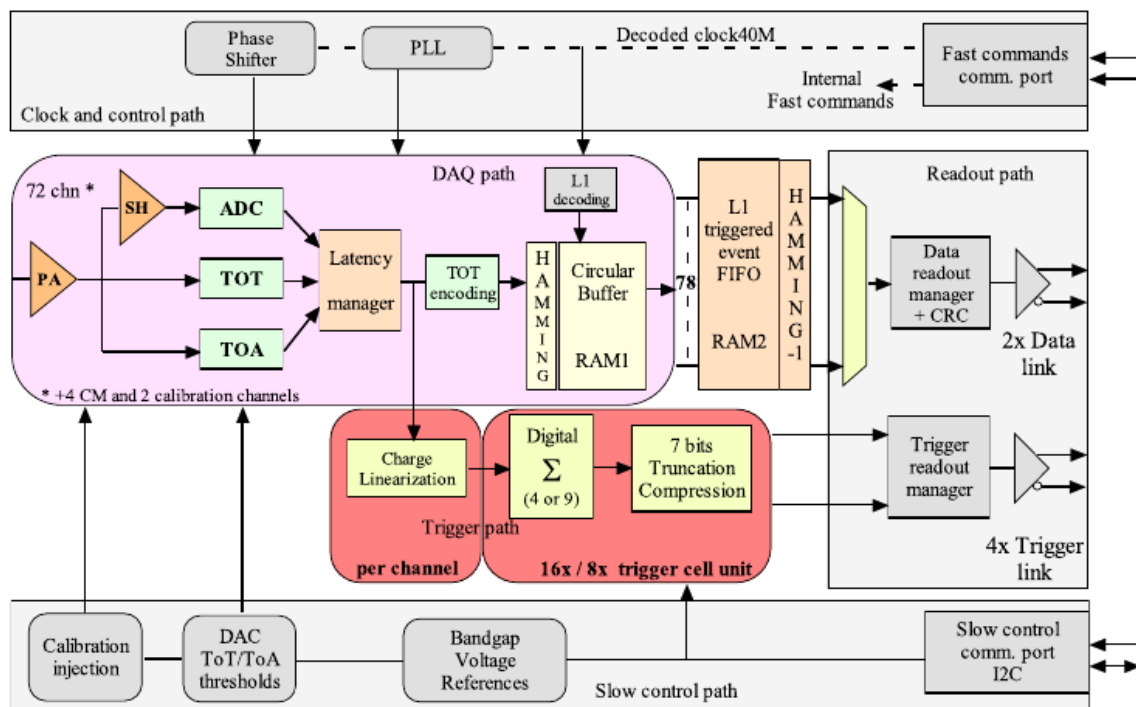 Phase
Shifter
PLL
Decoded clock40M
Fast commands
comm. port
Internal
Fast commands
Clock and control path
DAQ path
72 chn *
SH
ADC
PA
TOT
TOA
Latency
manager
TOT
encoding
L1
decoding
HAMMING
Circular
Buffer
RAM1
* +4 CM and 2 calibration channels
78
L1
triggered
event
FIFO
RAM2
HAMMING
-1
Readout path
Data
readout
manager
+ CRC
2x Data
link
Charge
Linearization
Digital
Σ
(4 or 9)
7 bits
Truncation
Compression
Trigger path
per channel
16x / 8x trigger cell unit
Trigger
readout
manager
4x Trigger
link
Calibration
injection
DAC
ToT/ToA
thresholds
Bandgap
Voltage
References
Slow control path
Slow control
comm. port
I2C